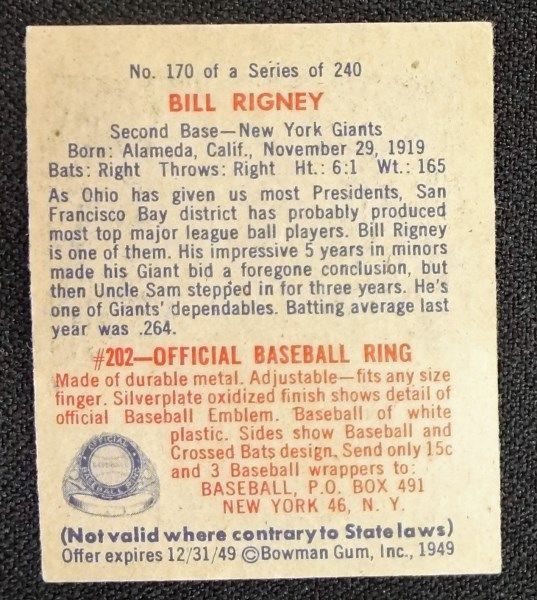 No. 170 of a Series of 240
BILL RIGNEY
Second Base—New York Giants
Born: Alameda, Calif., November 29, 1919
Bats: Right Throws: Right Ht.: 6:1 Wt.: 165
As Ohio has given us most Presidents, San
Francisco Bay district has probably produced
most top major league ball players. Bill Rigney
is one of them. His impressive 5 years in minors
made his Giant bid a foregone conclusion, but
then Uncle Sam stepped in for three years. He's
one of Giants' dependables. Batting average last
year was .264.
#202—OFFICIAL BASEBALL RING
Made of durable metal. Adjustable—fits any size
finger. Silverplate oxidized finish shows detail of
official Baseball Emblem. Baseball of white
plastic. Sides show Baseball and
Crossed Bats design. Send only 15c
and 3 Baseball wrappers to:
BASEBALL, P.O. BOX 491
NEW YORK 46, N. Y.
OFFICIAL
BASEBALL RING
(Not valid where contrary to State laws)
Offer expires 12/31/49 ©Bowman Gum, Inc., 1949